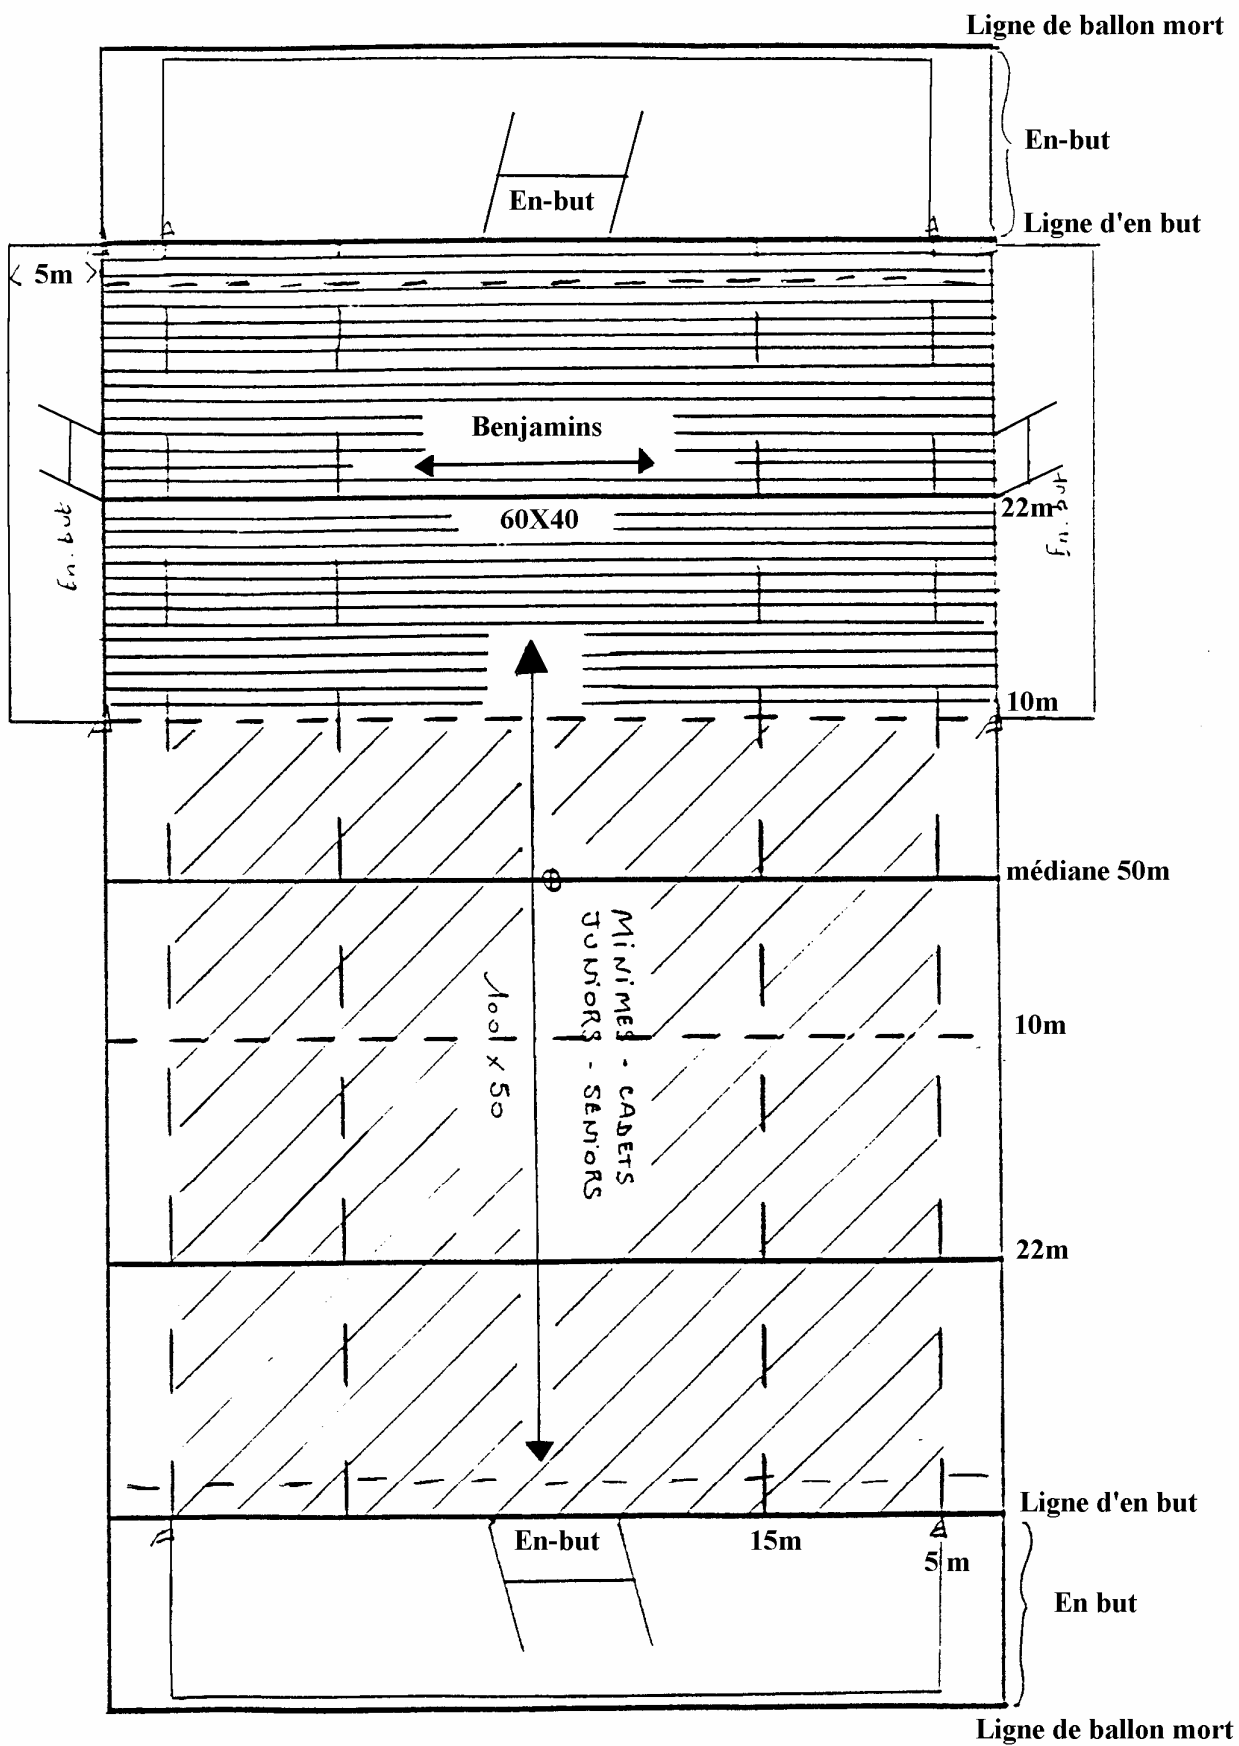 Ligne de ballon mort
En-but
En-but
Ligne d'en but
5m
Benjamins
22m
60X40
En-but
En-but
10m
médiane 50m
MINIMES - CADETS
JUNIORS - SENIORS
100 x 50
10m
22m
Ligne d'en but
En-but
15m
5 m
En but
Ligne de ballon mort